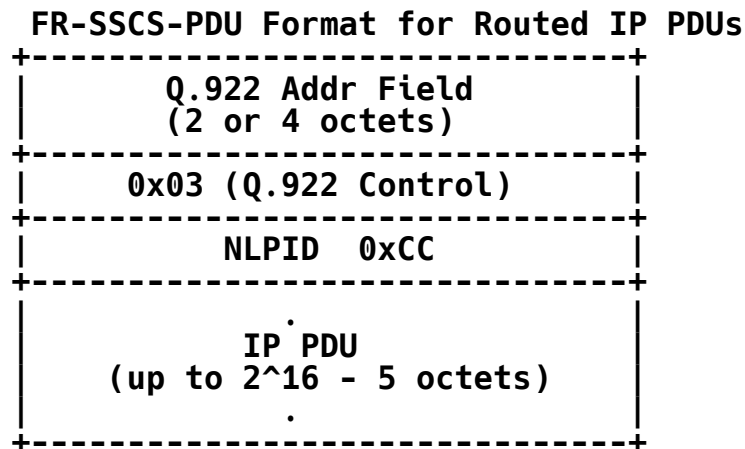 FR-SSCS-PDU Format for Routed IP PDUs
+-------------------------------+
| Q.922 Addr Field |
| (2 or 4 octets) |
+-------------------------------+
| 0x03 (Q.922 Control) |
+-------------------------------+
| NLPID 0xCC |
+-------------------------------+
| . |
| IP PDU |
| (up to 2^16 - 5 octets) |
| . |
+-------------------------------+